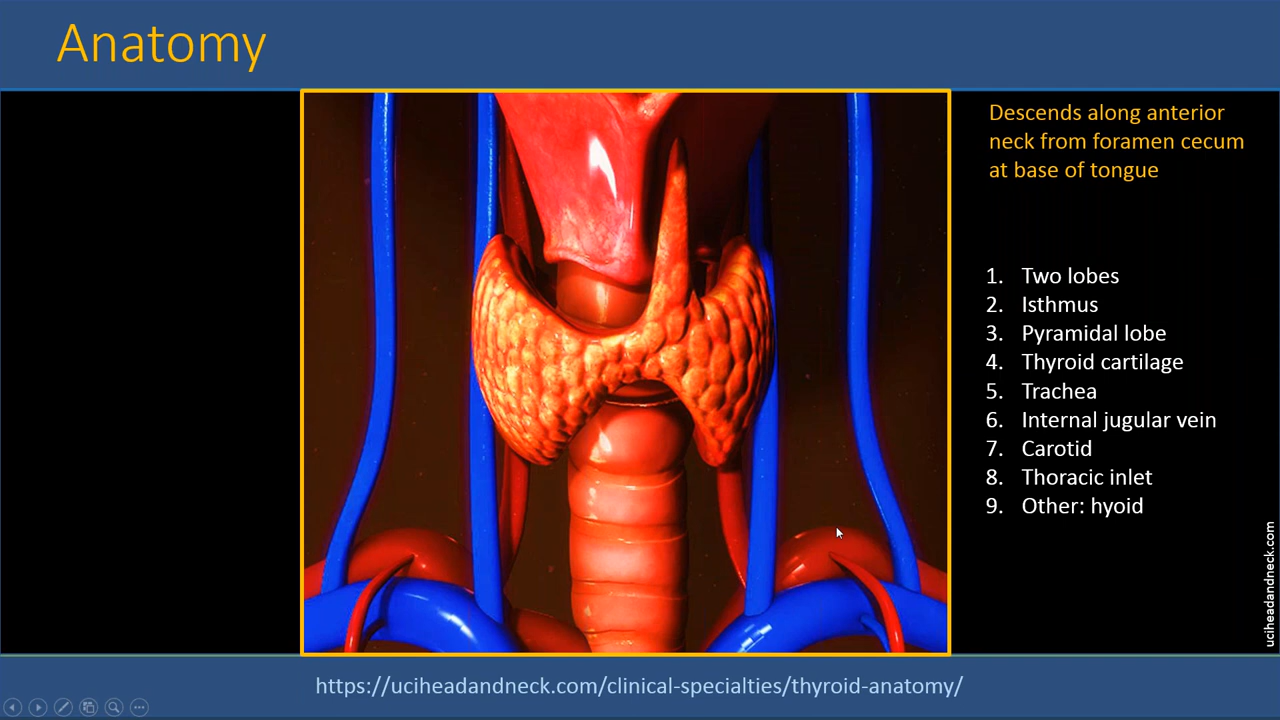 Anatomy
Descends along anterior
neck from foramen cecum
at base of tongue
1. Two lobes
2. Isthmus
3. Pyramidal lobe
4. Thyroid cartilage
5. Trachea
6. Internal jugular vein
7. Carotid
8. Thoracic inlet
9. Other: hyoid
uciheadandneck.com
https://uciheadandneck.com/clinical-specialties/thyroid-anatomy/